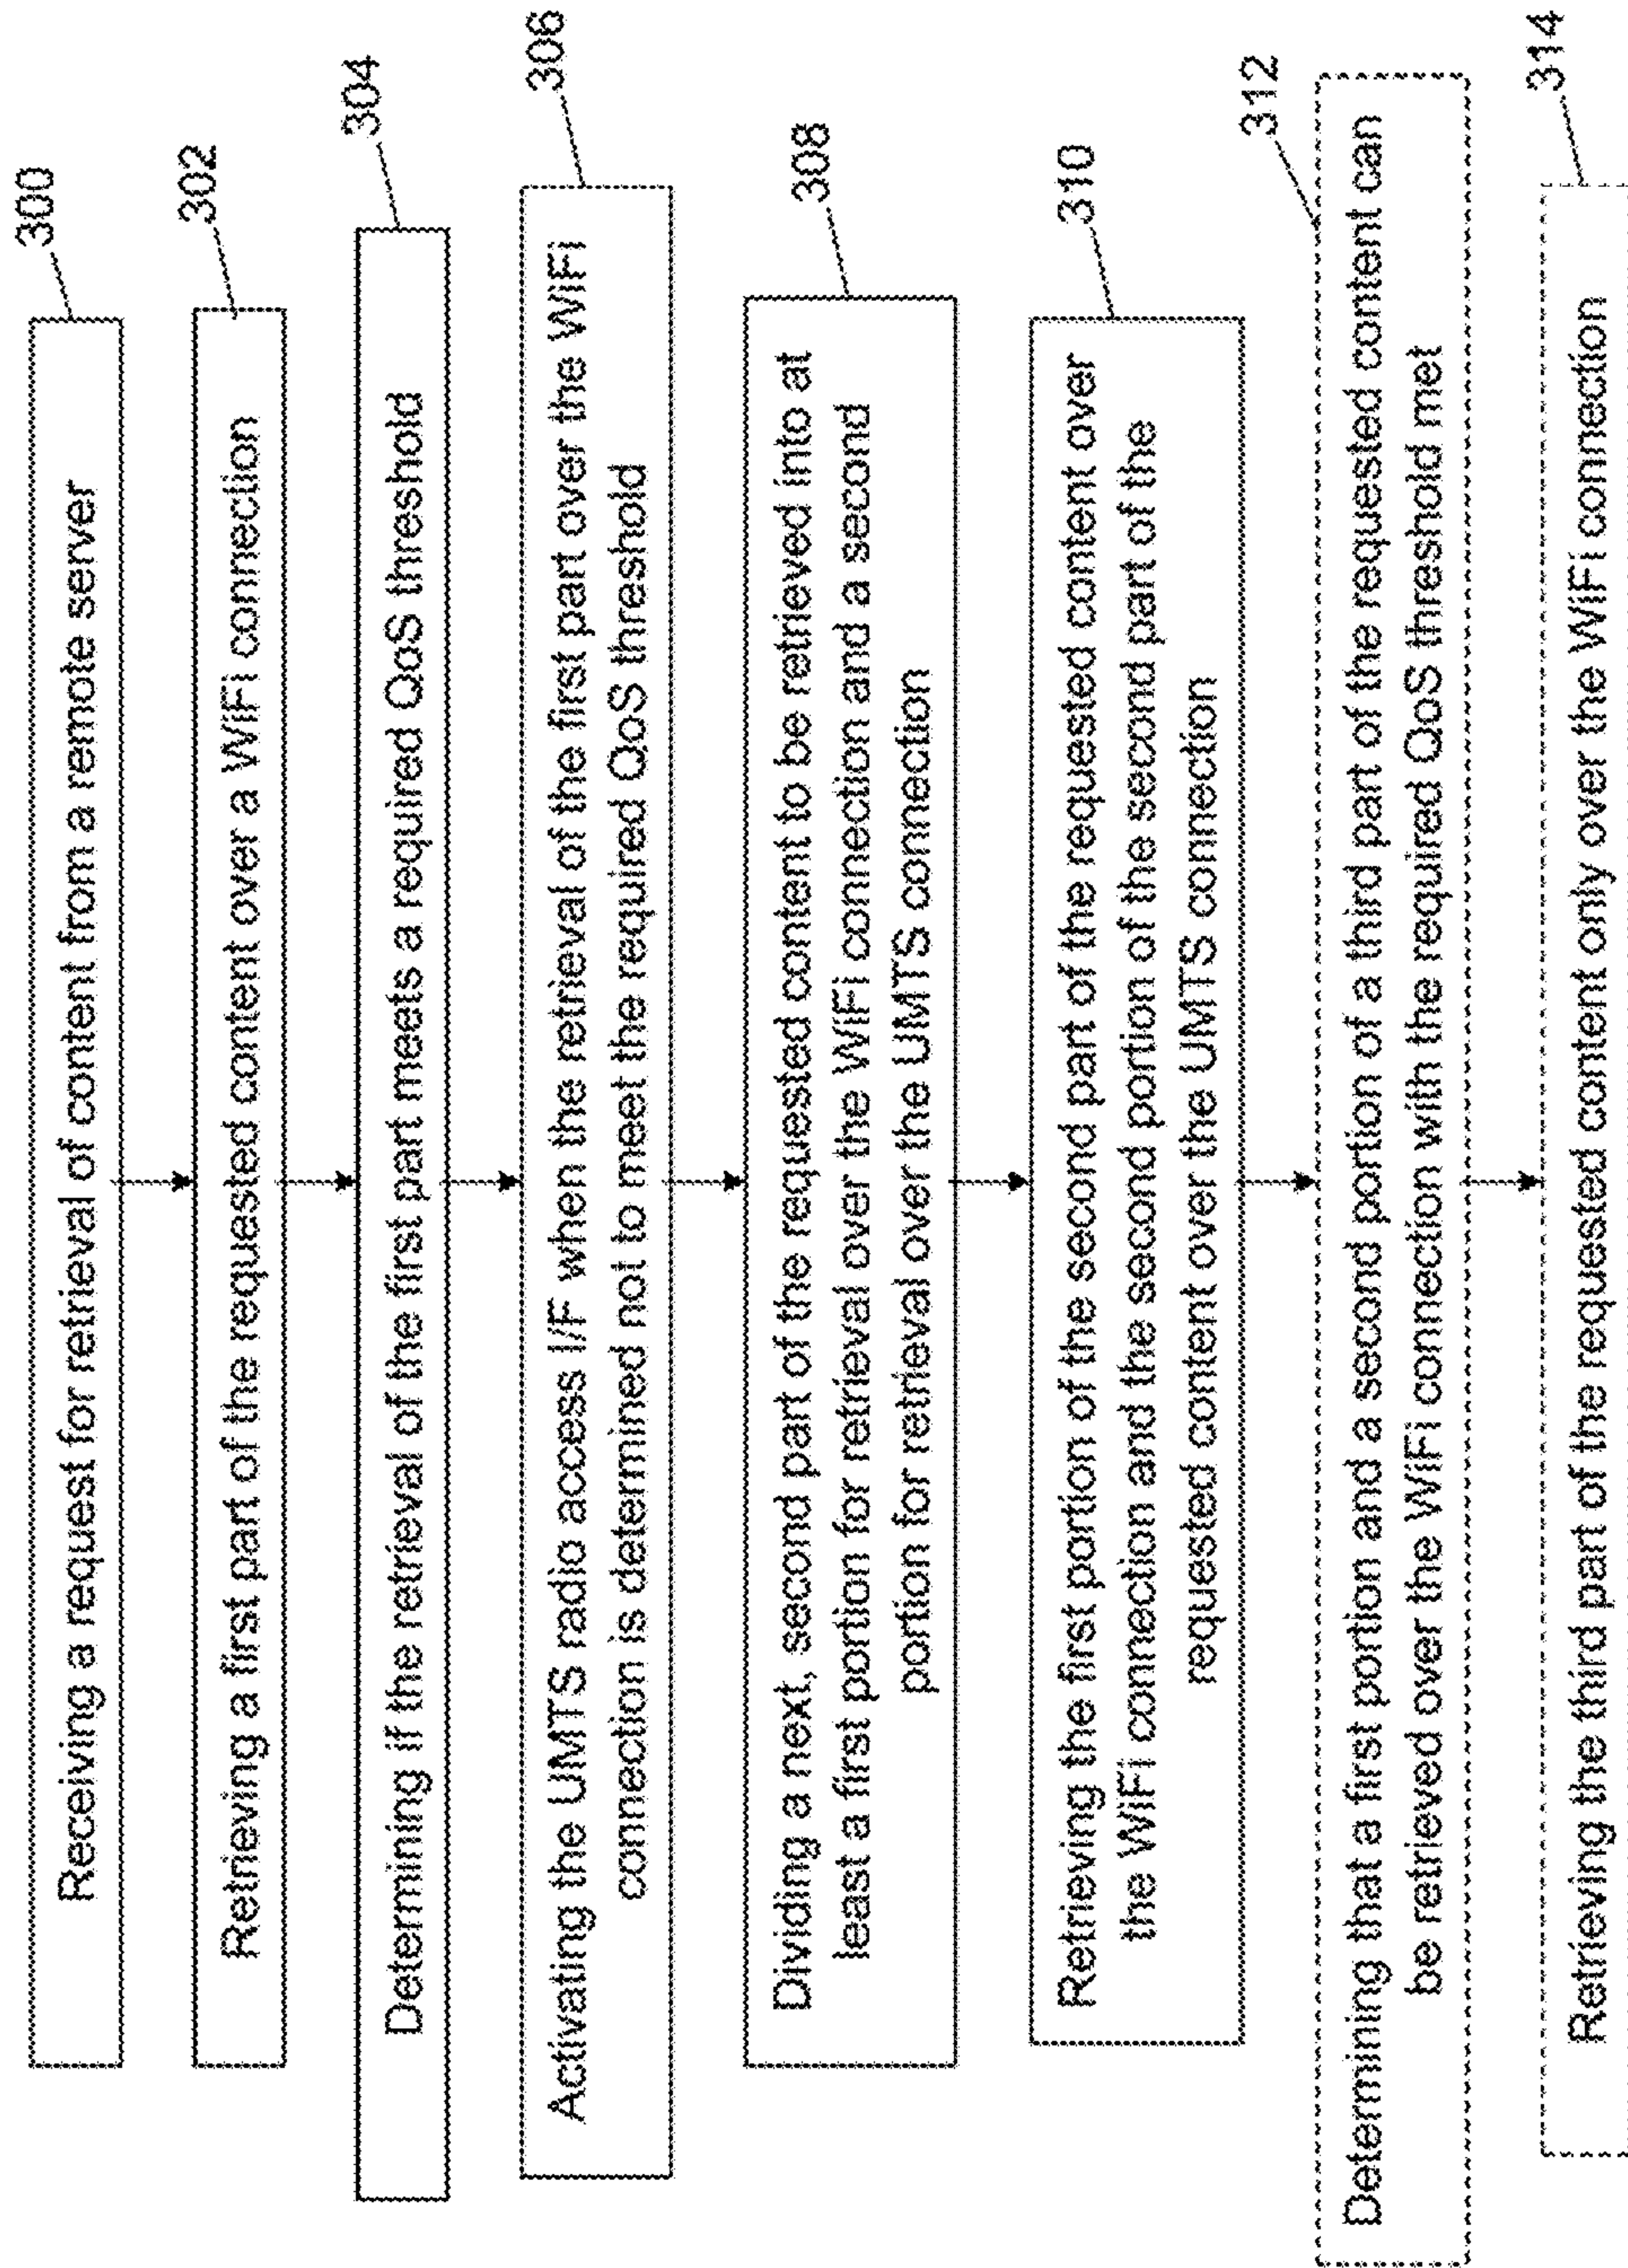 300
Receiving a request for retrieval of content from a remote server
302
Retrieving a first part of the requested content over a WiFi connection
304
Determining if the retrieval of the first part meets a required QoS threshold
306
Activating the UMTS radio access I/F when the retrieval of the first part over the WiFi
connection is determined not to meet the required QoS threshold
308
Dividing a next, second part of the requested content to be retrieved into at
least a first portion for retrieval over the WiFi connection and a second
portion for retrieval over the UMTS connection
310
Retrieving the first portion of the second part of the requested content over
the WiFi connection and the second portion of the second part of the
requested content over the UMTS connection
312
Determining that a first portion and a second portion of a third part of the requested content can
be retrieved over the WiFi connection with the required QoS threshold met
314
Retrieving the third part of the requested content only over the WiFi connection